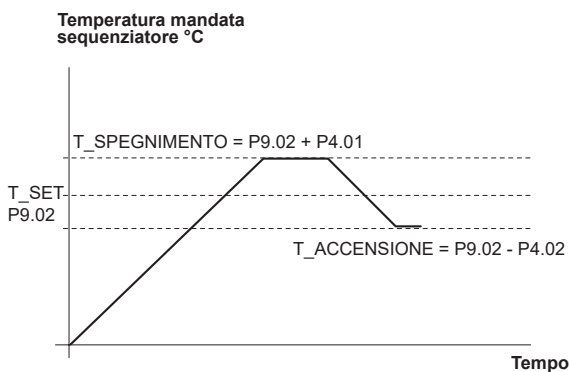 Temperatura mandata
sequenziatore °C
T_SPEGNIMENTO = P9.02 + P4.01
T_SET
P9.02
T_ACCENSIONE = P9.02 - P4.02
Tempo